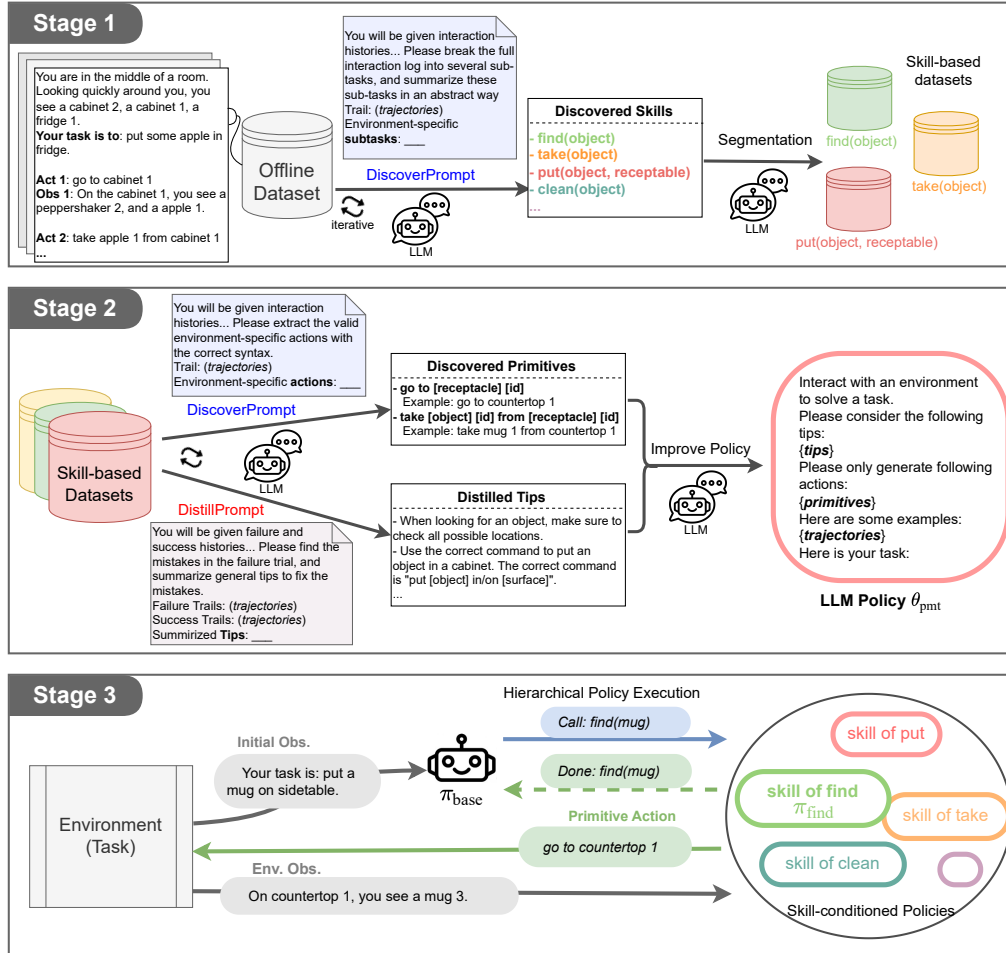 Stage 1
You are in the middle of a room.
Looking quickly around you, you
see a cabinet 2, a cabinet 1, a
fridge 1.
Your task is to: put some apple in
fridge.
Act 1: go to cabinet 1
Obs 1: On the cabinet 1, you see a
peppershaker 2, and a apple 1.
Act 2: take apple 1 from cabinet 1
...
Offline
Dataset
You will be given interaction
histories... Please break the full
interaction log into several sub-
tasks, and summarize these
sub-tasks in an abstract way
Trail: (trajectories)
Environment-specific
subtasks: ___
DiscoverPrompt
iterative
LLM
Discovered Skills
- find(object)
- take(object)
- put(object, receptable)
- clean(object)
...
Segmentation
LLM
Skill-based
datasets
find(object)
take(object)
put(object, receptable)
Stage 2
Skill-based
Datasets
You will be given interaction
histories... Please extract the valid
environment-specific actions with
the correct syntax.
Trail: (trajectories)
Environment-specific actions: ___
DiscoverPrompt
LLM
DistillPrompt
You will be given failure and
success histories... Please find the
mistakes in the failure trial, and
summarize general tips to fix the
mistakes.
Failure Trails: (trajectories)
Success Trails: (trajectories)
Summirized Tips: ___
Discovered Primitives
- go to [receptacle] [id]
Example: go to countertop 1
- take [object] [id] from [receptacle] [id]
Example: take mug 1 from countertop 1
Distilled Tips
- When looking for an object, make sure to
check all possible locations.
- Use the correct command to put an
object in a cabinet. The correct command
is "put [object] in/on [surface]".
...
Improve Policy
LLM
Interact with an environment
to solve a task.
Please consider the following
tips:
{tips}
Please only generate following
actions:
{primitives}
Here are some examples:
{trajectories}
Here is your task:
LLM Policy θpmt
Stage 3
Environment
(Task)
Initial Obs.
Your task is: put a
mug on sidetable.
πbase
Hierarchical Policy Execution
Call: find(mug)
Done: find(mug)
Primitive Action
go to countertop 1
Env. Obs.
On countertop 1, you see a mug 3.
skill of put
skill of find
πfind
skill of take
skill of clean
Skill-conditioned Policies